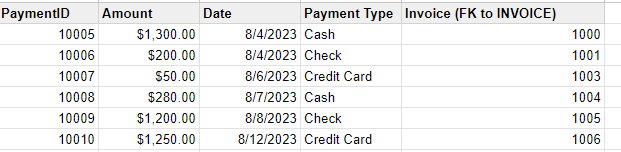 PaymentID Amount Date Payment Type Invoice (FK to INVOICE)
10005 $1,300.00 8/4/2023 Cash 1000
10006 $200.00 8/4/2023 Check 1001
10007 $50.00 8/6/2023 Credit Card 1003
10008 $280.00 8/7/2023 Cash 1004
10009 $1,200.00 8/8/2023 Check 1005
10010 $1,250.00 8/12/2023 Credit Card 1006